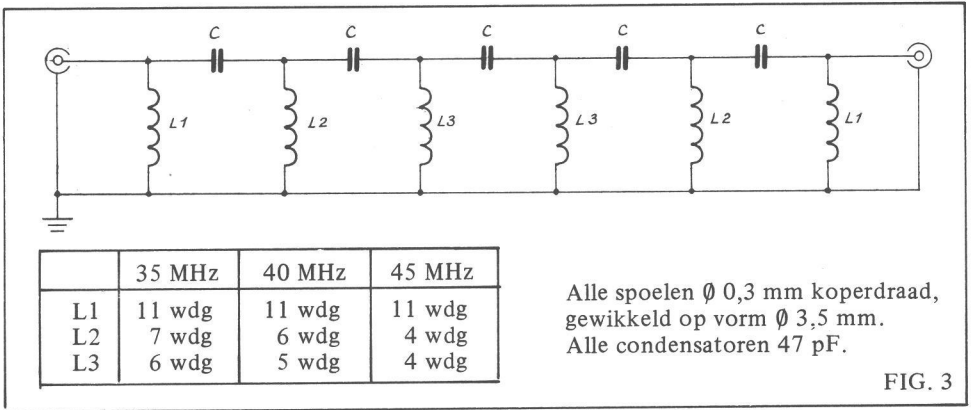 C C C C C
L1 L2 L3 L3 L2 L1
35 MHz 40 MHz 45 MHz
L1 11 wdg 11 wdg 11 wdg
L2 7 wdg 6 wdg 4 wdg
L3 6 wdg 5 wdg 4 wdg
Alle spoelen Ø 0,3 mm koperdraad,
gewikkeld op vorm Ø 3,5 mm.
Alle condensatoren 47 pF.
FIG. 3